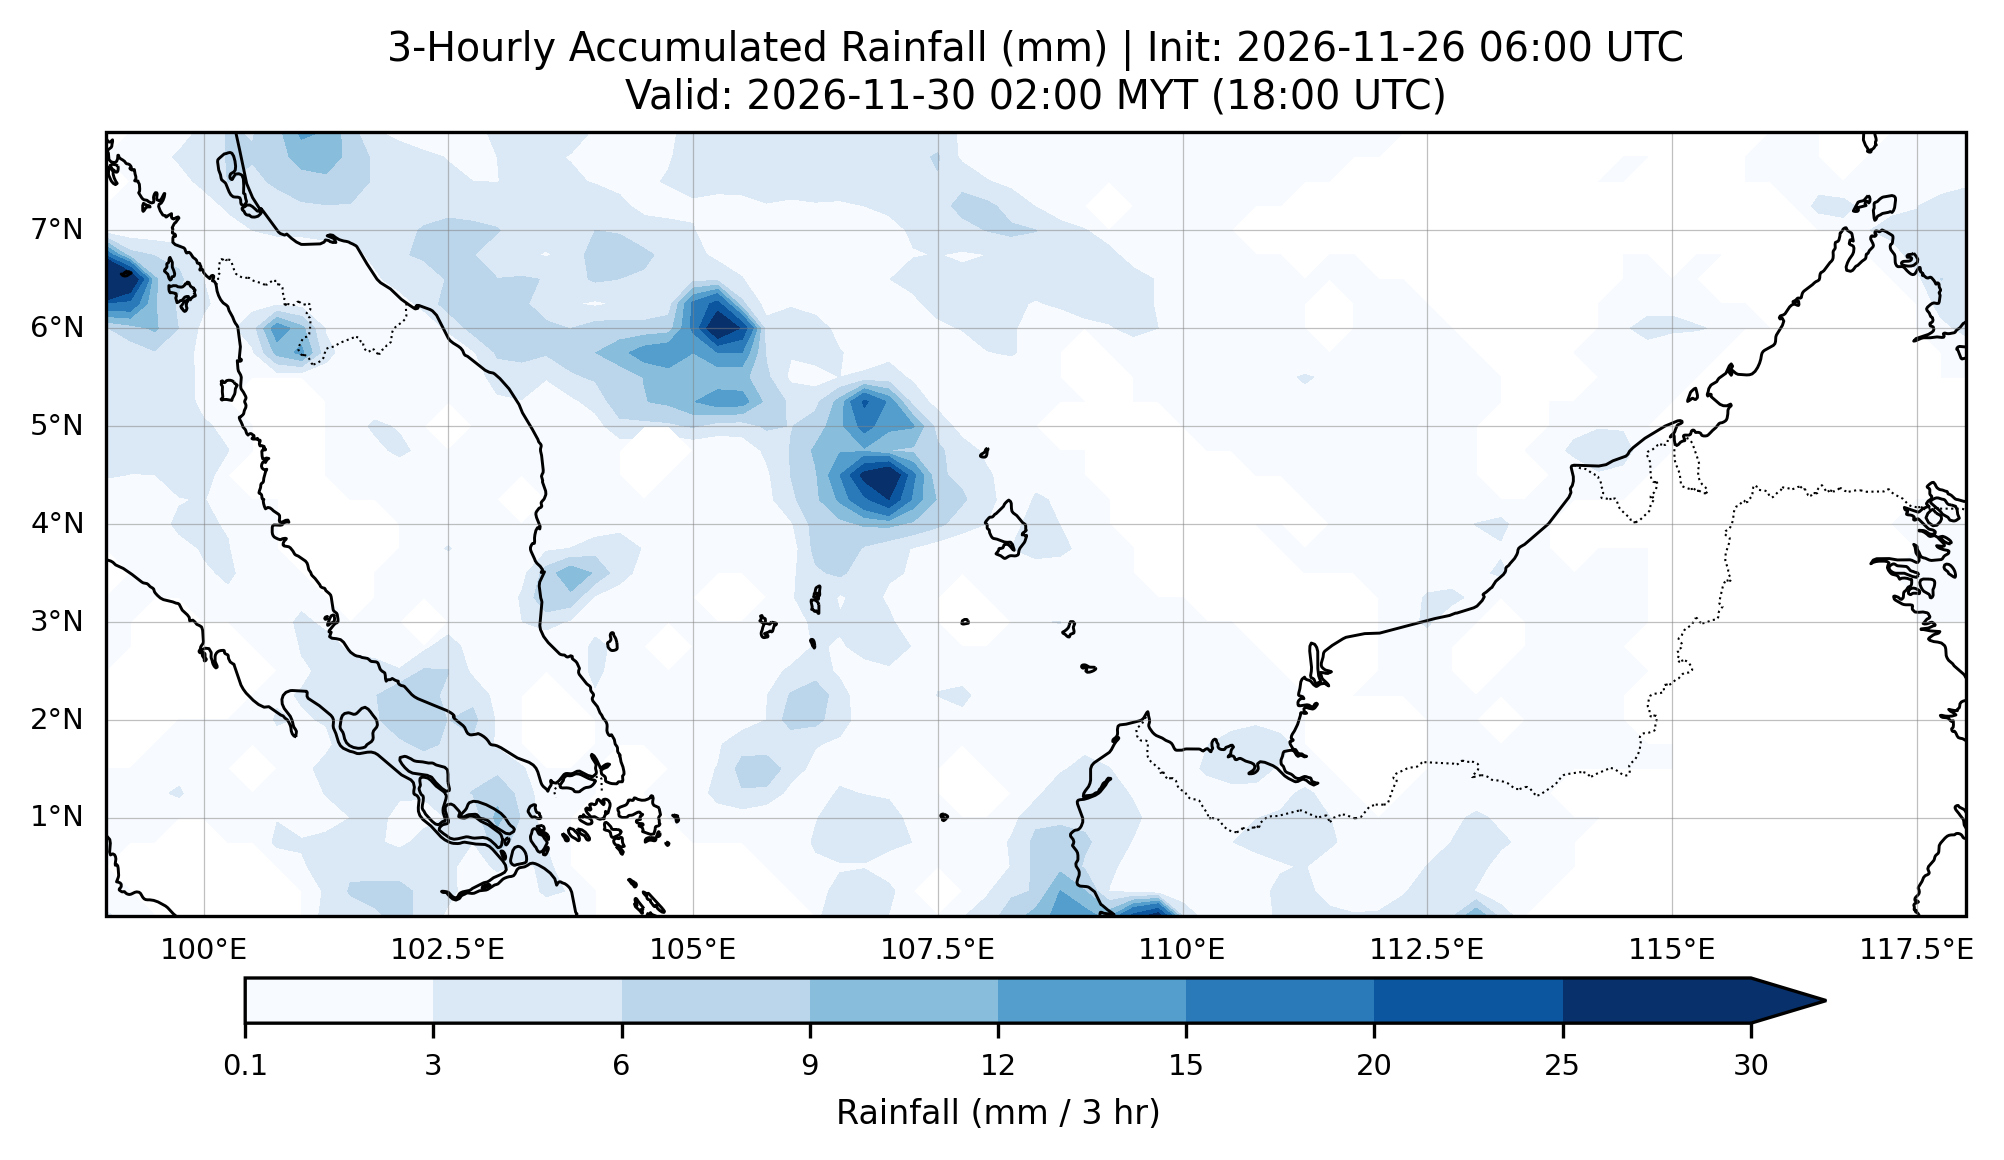 3-Hourly Accumulated Rainfall (mm) | Init: 2026-11-26 06:00 UTC
Valid: 2026-11-30 02:00 MYT (18:00 UTC)
7°N
6°N
5°N
4°N
3°N
2°N
1°N
100°E 102.5°E 105°E 107.5°E 110°E 112.5°E 115°E 117.5°E
0.1 3 6 9 12 15 20 25 30
Rainfall (mm / 3 hr)